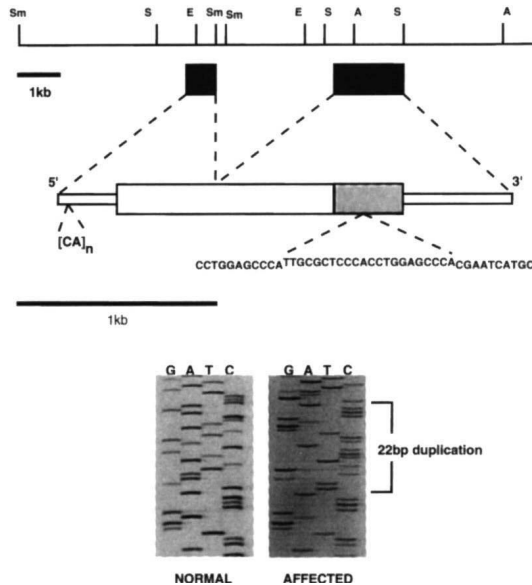 Sm S E Sm Sm E S A S A
1kb
5' 3'
[CA]n
CCTGGAGCCCATTGCGCTCCCACCTGGAGCCCACGAATCATGC
1kb
G A T C G A T C
22bp duplication
NORMAL AFFECTED